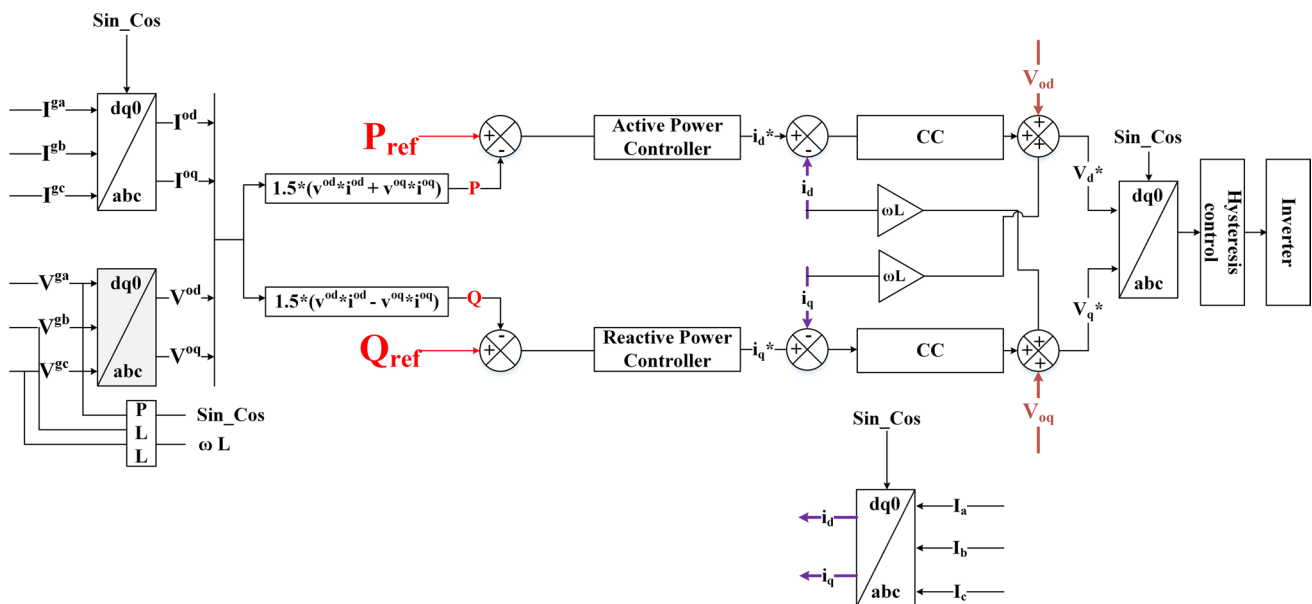 Sin_Cos
I^ga
I^gb
I^gc
dq0
abc
I^od
I^oq
V^ga
V^gb
V^gc
dq0
abc
V^od
V^oq
P
L
L
Sin_Cos
ω L
1.5*(v^od*i^od + v^oq*i^oq)
P
P_ref
+
-
Active Power
Controller
i_d*
+
-
i_d
CC
V_od
+
+
+
ωL
1.5*(v^od*i^od - v^oq*i^oq)
Q
Q_ref
-
+
Reactive Power
Controller
i_q*
i_q
-
+
ωL
CC
+
+
+
V_oq
V_d*
V_q*
Sin_Cos
dq0
abc
Hysteresis
control
Inverter
Sin_Cos
dq0
abc
i_d
i_q
I_a
I_b
I_c